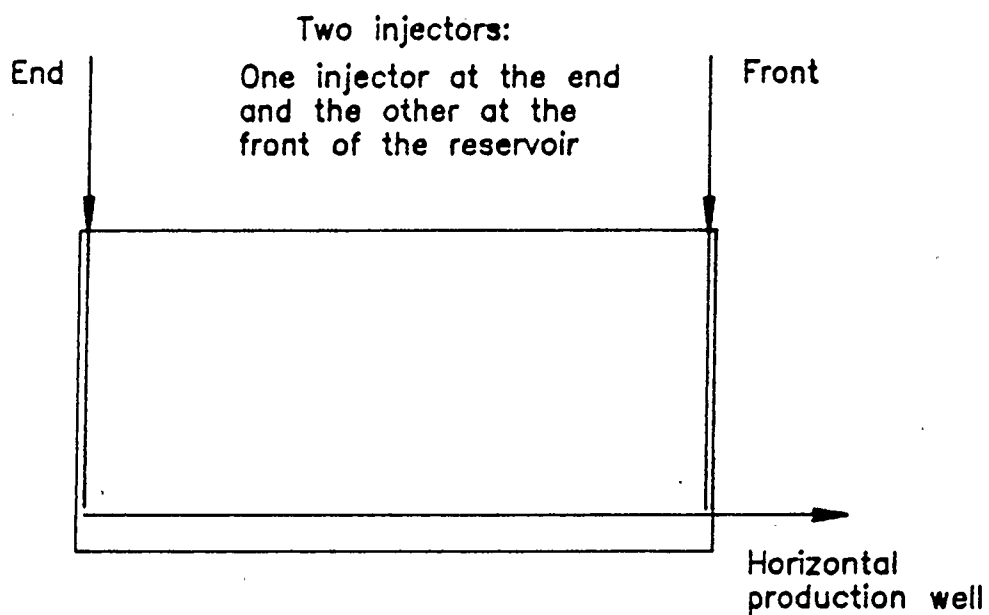 Two injectors:
End
One injector at the end
and the other at the
front of the reservoir
Front
Horizontal
production well